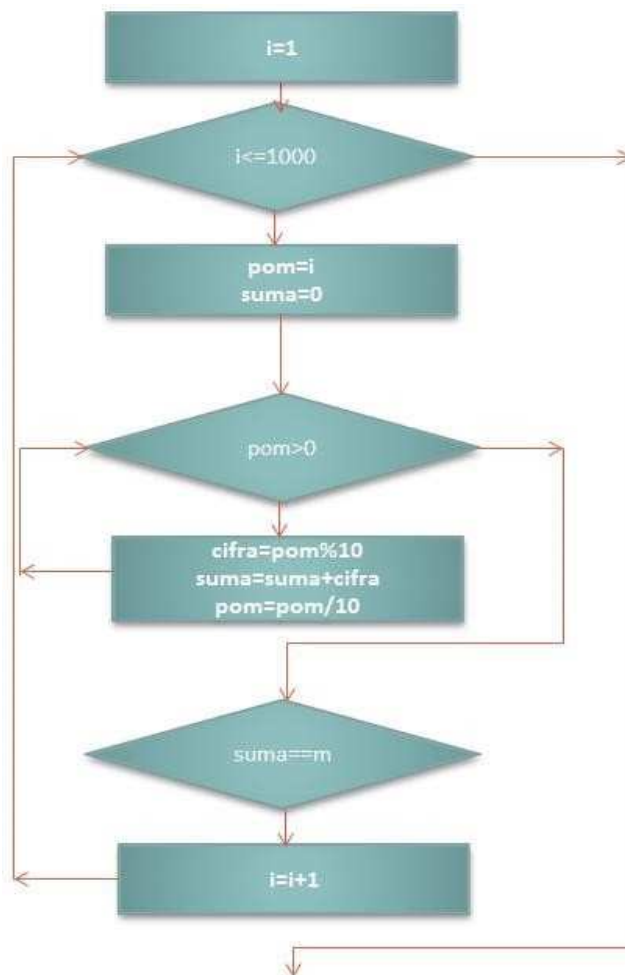 i=1
i<=1000
pom=i
suma=0
pom>0
cifra=pom%10
suma=suma+cifra
pom=pom/10
suma==m
i=i+1